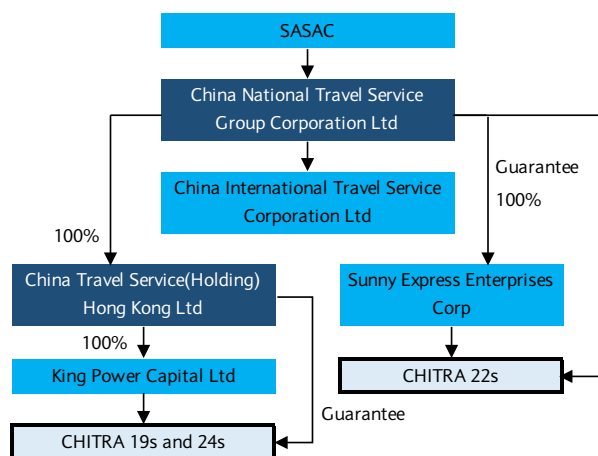 SASAC
China National Travel Service
Group Corporation Ltd
China International Travel Service
Corporation Ltd
Guarantee
100%
100%
China Travel Service(Holding)
Hong Kong Ltd
Sunny Express Enterprises
Corp
100%
King Power Capital Ltd
CHITRA 22s
Guarantee
CHITRA 19s and 24s